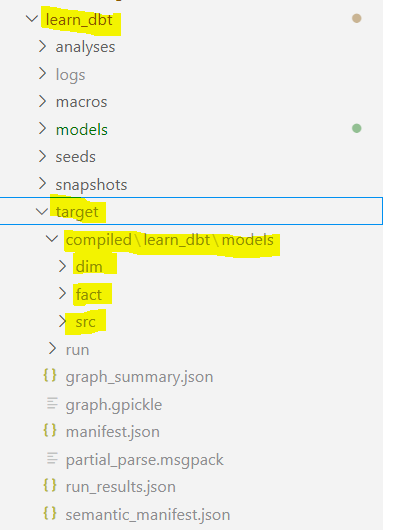 learn_dbt
analyses
logs
macros
models
seeds
snapshots
target
compiled \ learn_dbt \ models
dim
fact
src
run
{} graph_summary.json
graph.gpickle
{} manifest.json
partial_parse.msgpack
{} run_results.json
{} semantic_manifest.json